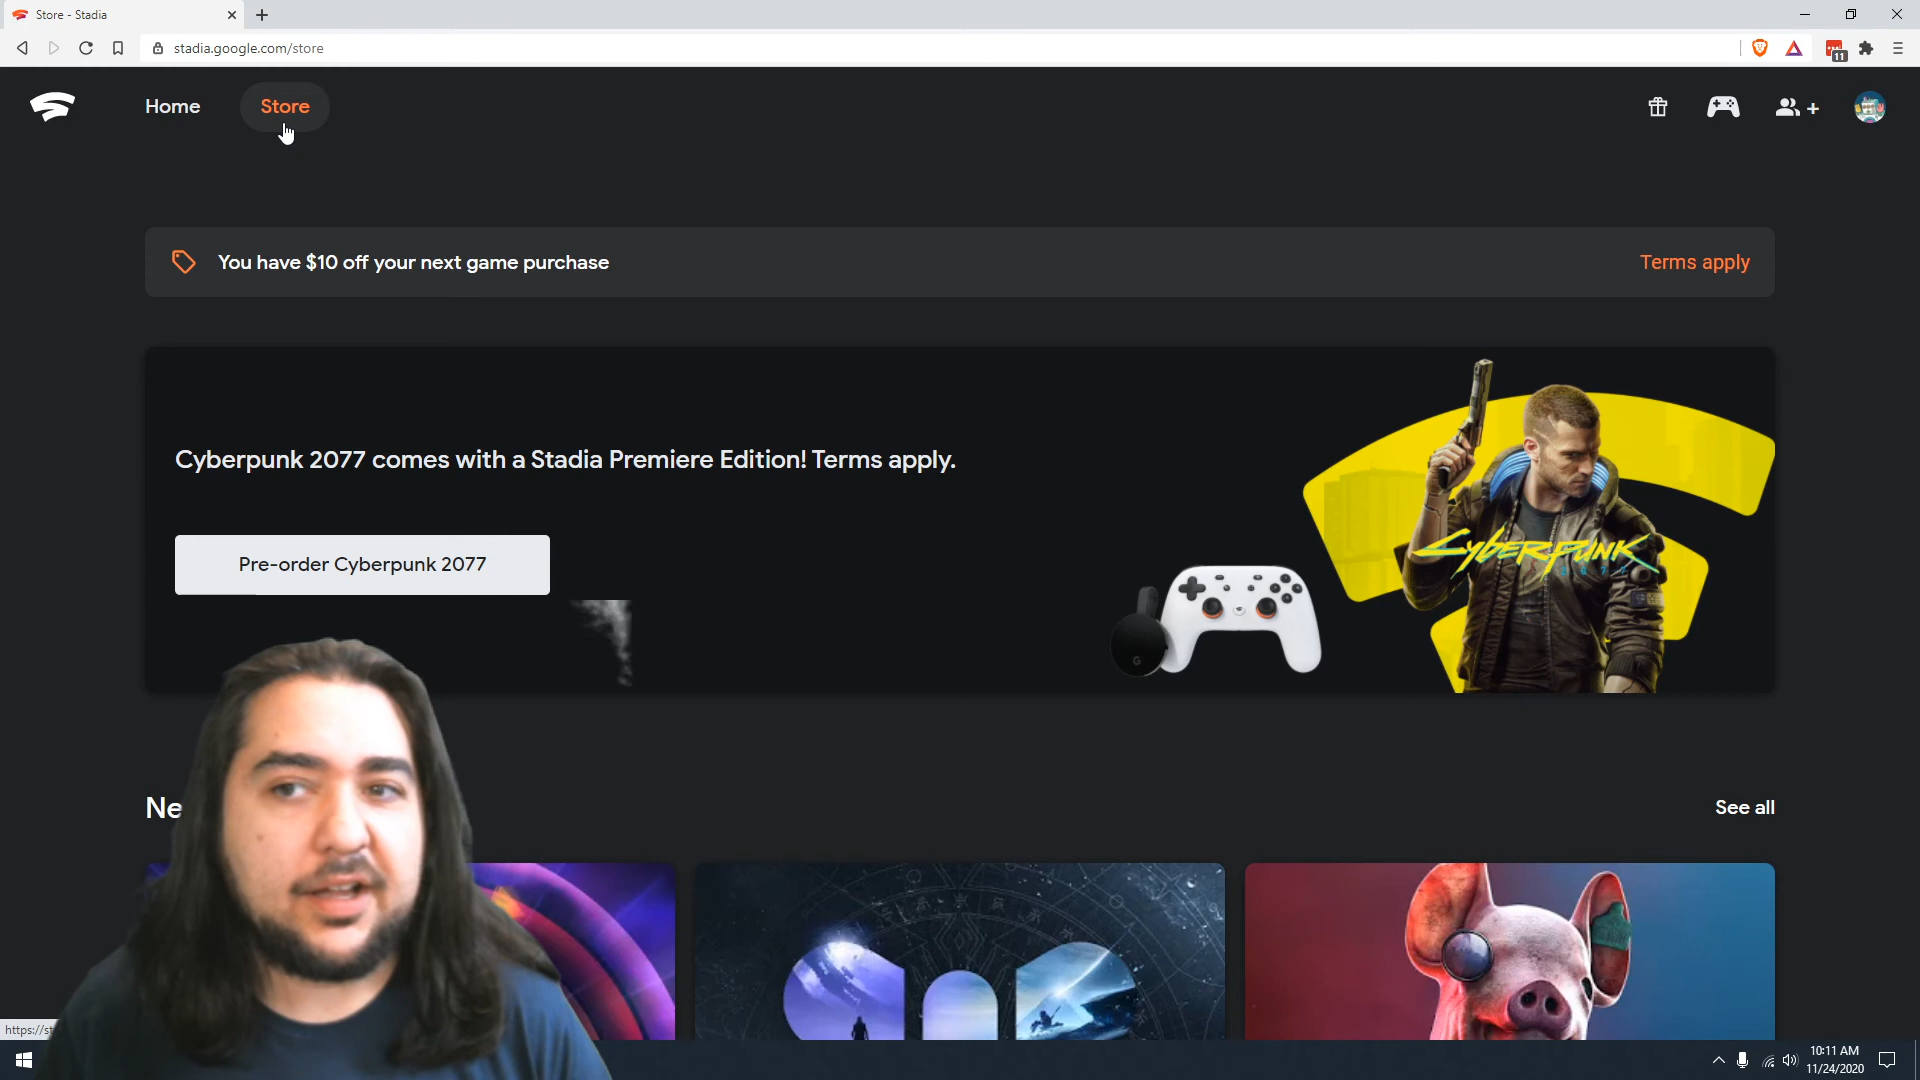 Store - Stadia
stadia.google.com/store
11
Home
Store
You have $10 off your next game purchase
Terms apply
Cyberpunk 2077 comes with a Stadia Premiere Edition! Terms apply.
Pre-order Cyberpunk 2077
CYBERPUNK
2077
G
Ne
See all
https://st
10:11 AM
11/24/2020